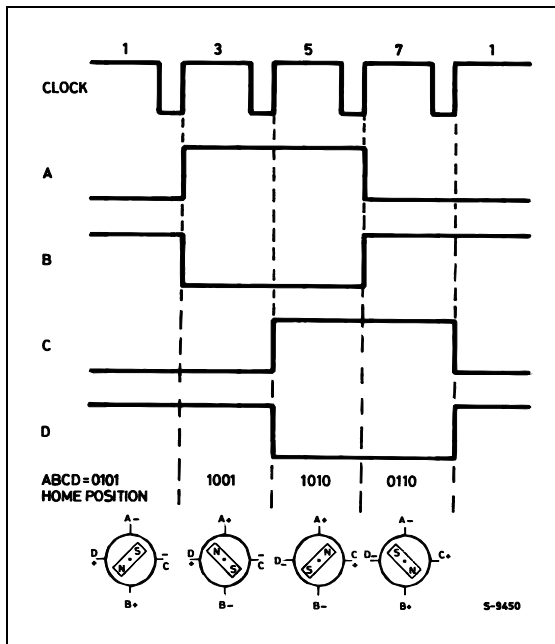 1 3 5 7 1
CLOCK
A
B
C
D
ABCD=0101 1001 1010 0110
HOME POSITION
A− A+ A+ A−
D + S N − C
D + N S − C
D− N S C +
D− S N C+
B+ B− B− B+
S-9450